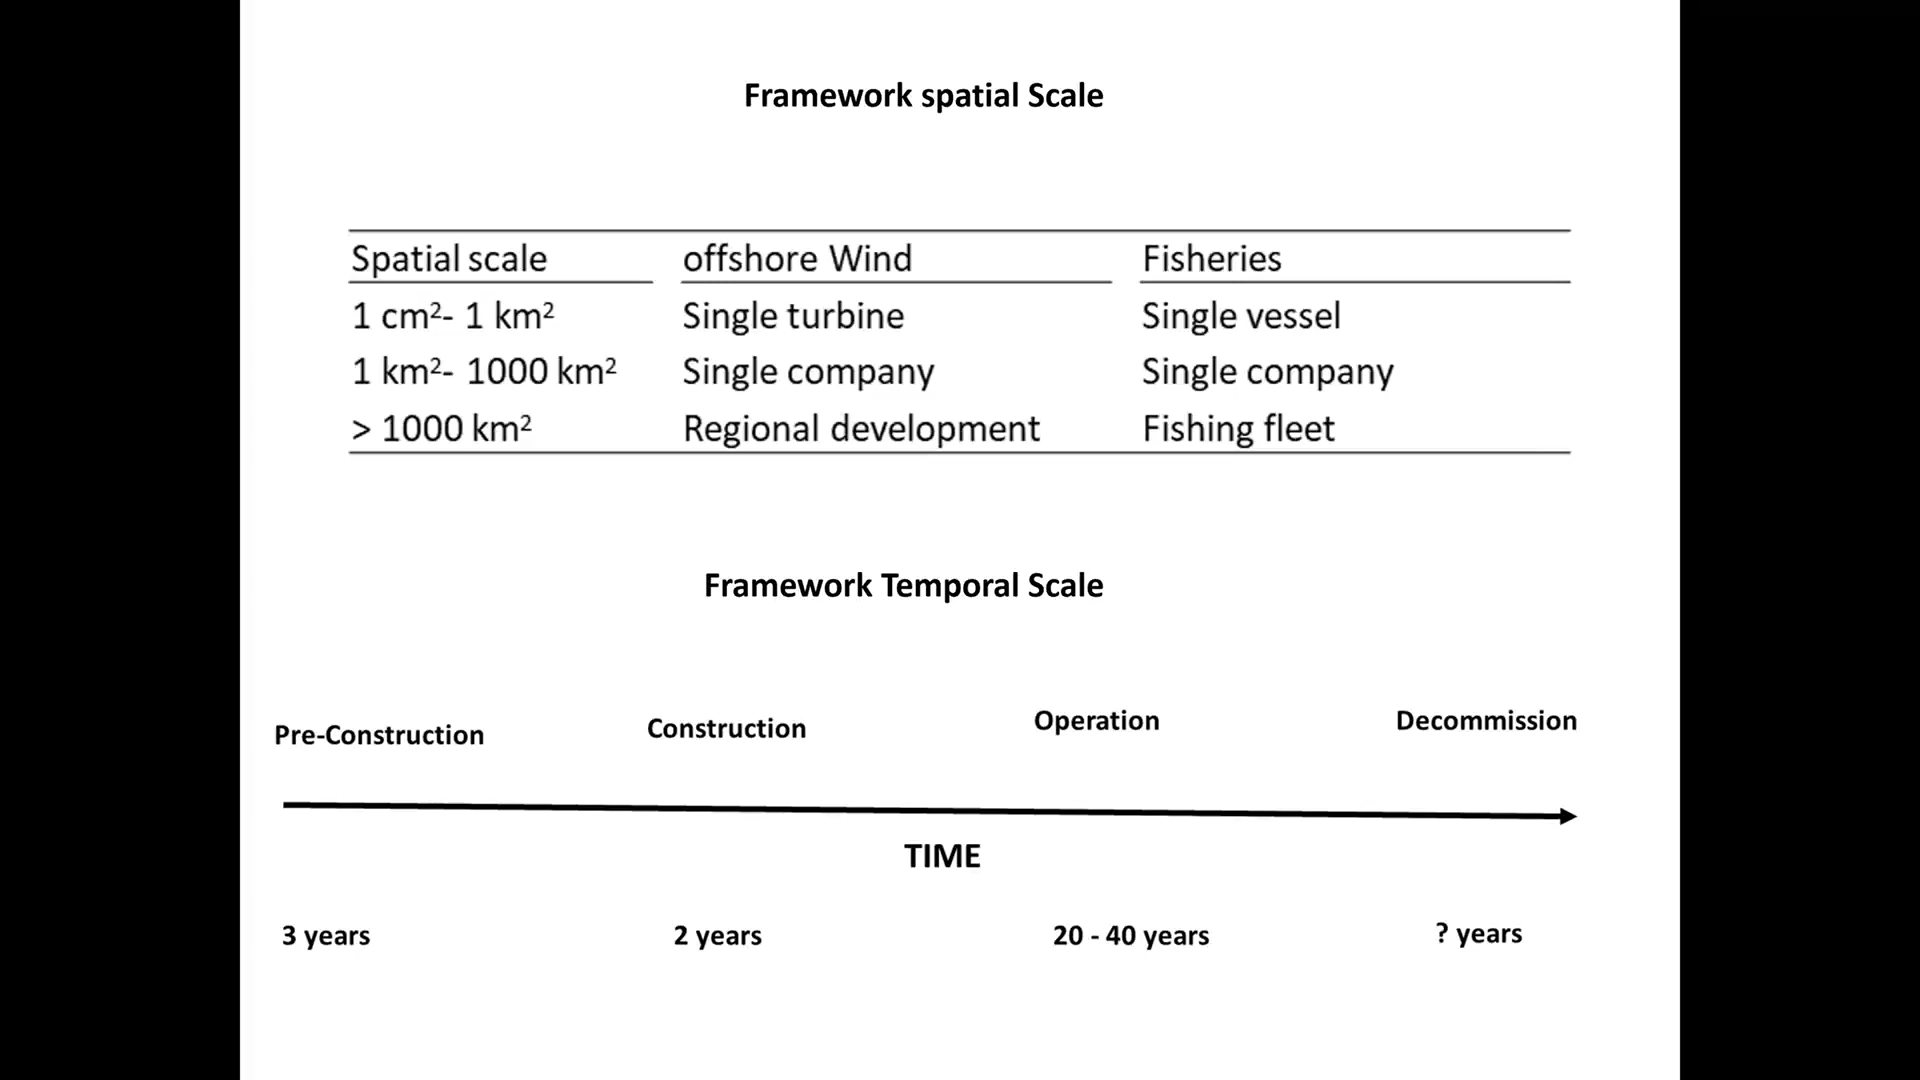 Framework spatial Scale
Spatial scale offshore Wind Fisheries
1 cm²- 1 km² Single turbine Single vessel
1 km²- 1000 km² Single company Single company
> 1000 km² Regional development Fishing fleet
Framework Temporal Scale
Pre-Construction Construction Operation Decommission
TIME
3 years 2 years 20 - 40 years ? years